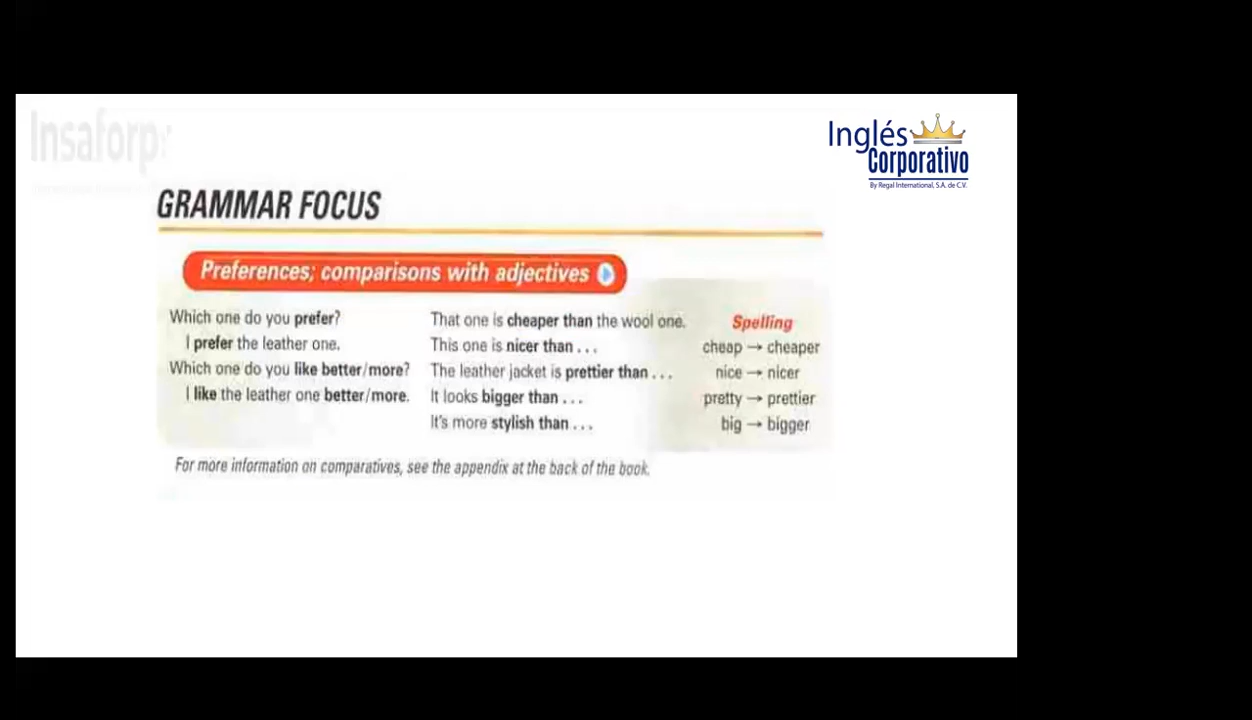 Insaforp
Inglés
Corporativo
By Regal International, S.A. de C.V.
GRAMMAR FOCUS
Preferences; comparisons with adjectives
Which one do you prefer?
I prefer the leather one.
Which one do you like better/more?
I like the leather one better/more.
That one is cheaper than the wool one.
This one is nicer than . . .
The leather jacket is prettier than . . .
It looks bigger than . . .
It's more stylish than . . .
Spelling
cheap → cheaper
nice → nicer
pretty → prettier
big → bigger
For more information on comparatives, see the appendix at the back of the book.